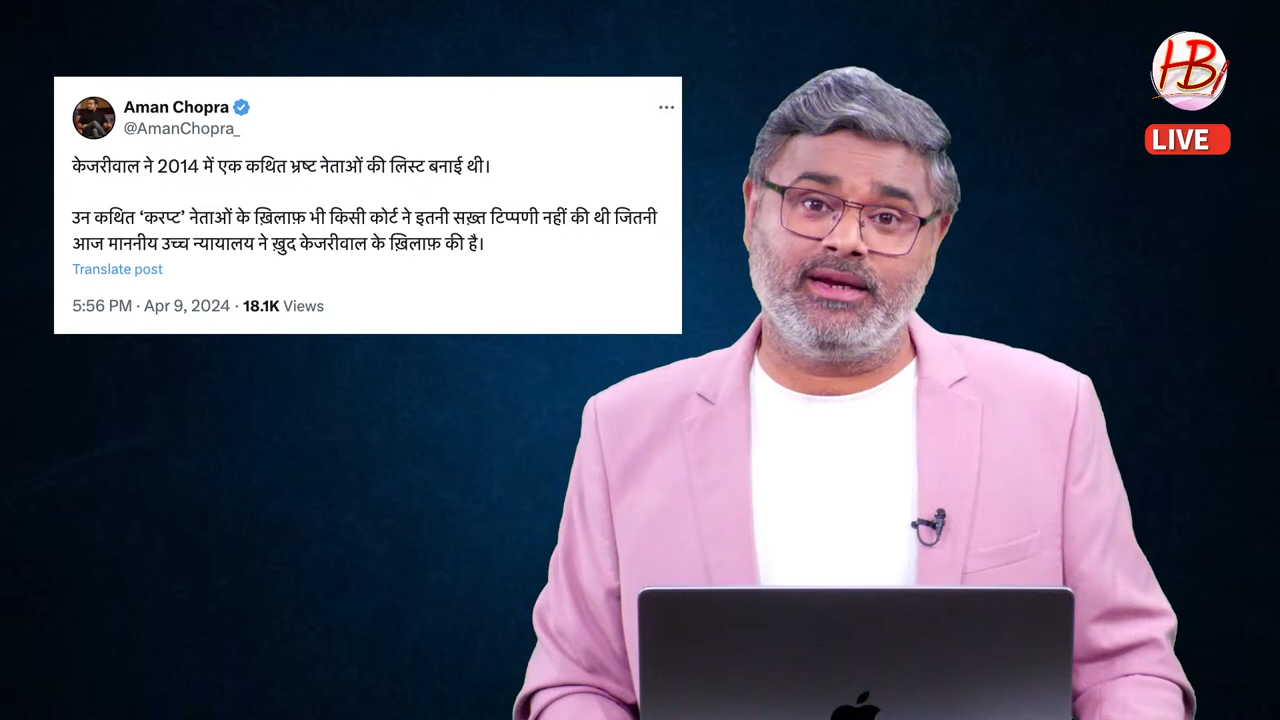 Aman Chopra
@AmanChopra_
केजरीवाल ने 2014 में एक कथित भ्रष्ट नेताओं की लिस्ट बनाई थी।
उन कथित ‘करप्ट’ नेताओं के ख़िलाफ़ भी किसी कोर्ट ने इतनी सख़्त टिप्पणी नहीं की थी जितनी
आज माननीय उच्च न्यायालय ने ख़ुद केजरीवाल के ख़िलाफ़ की है।
Translate post
5:56 PM · Apr 9, 2024 · 18.1K Views
HB
LIVE